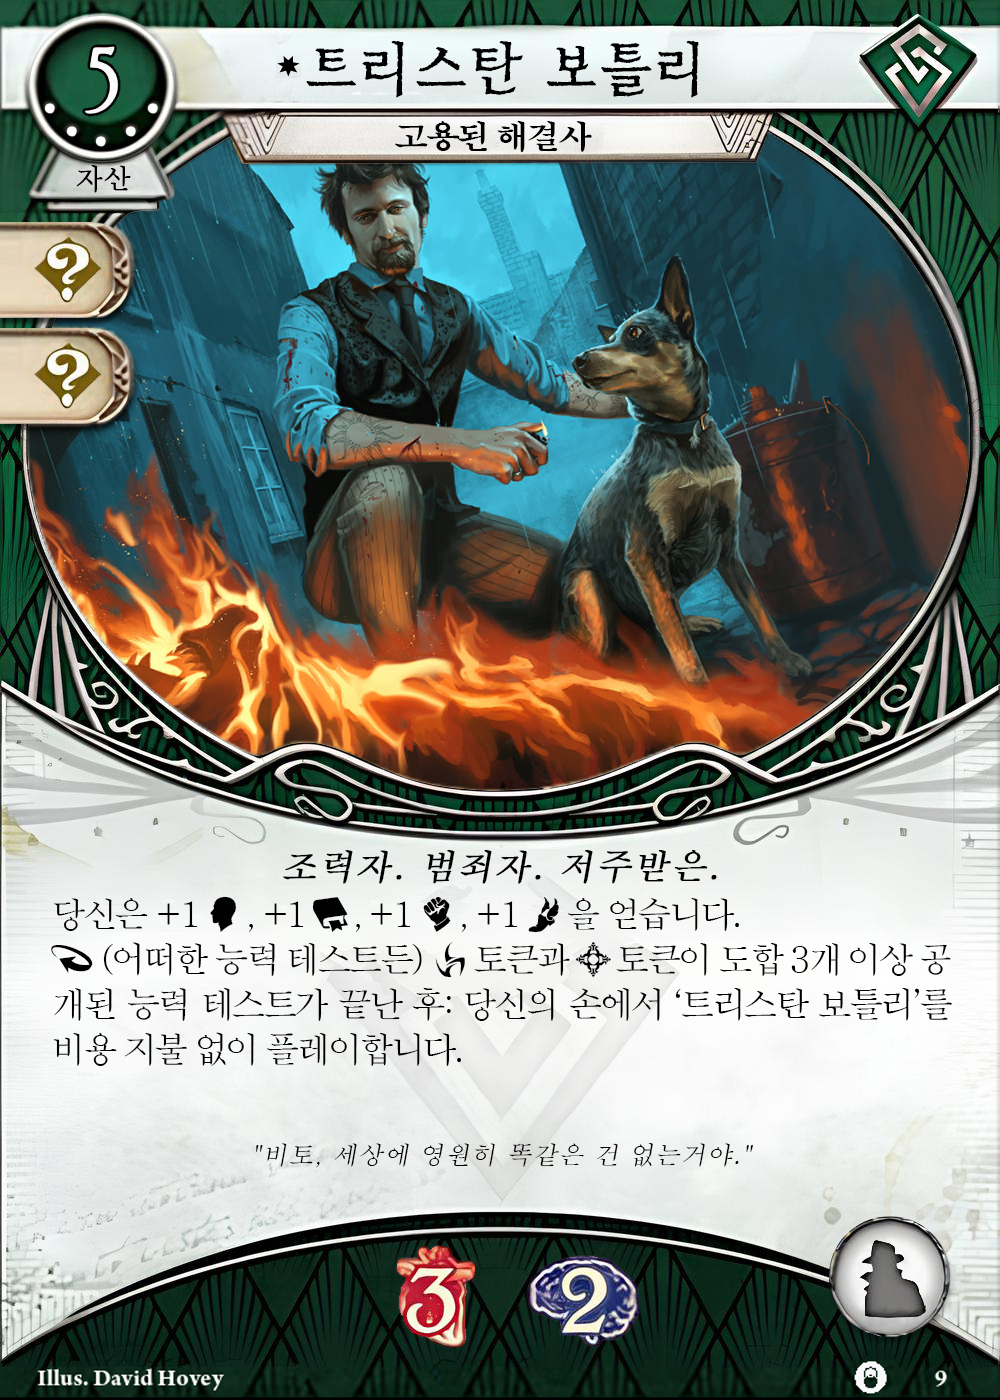 5
트리스탄 보틀리
고용된 해결사
자산
?
?
조력자. 범죄자. 저주받은.
당신은 +1 , +1 , +1 , +1 을 얻습니다.
(어떠한 능력 테스트든) 토큰과 토큰이 도합 3개 이상 공
개된 능력 테스트가 끝난 후: 당신의 손에서 ‘트리스탄 보틀리’를
비용 지불 없이 플레이합니다.
"비토, 세상에 영원히 똑같은 건 없는거야."
3 2
Illus. David Hovey 9